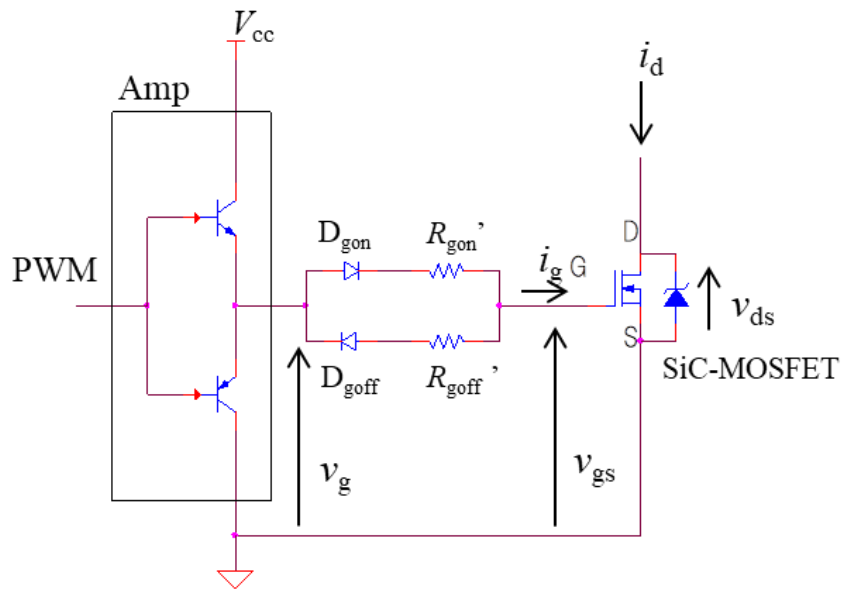 Vcc
Amp
PWM
Dgon
Rgon’
Dgoff
Rgoff’
ig
G
id
D
S
vds
SiC-MOSFET
vg
vgs